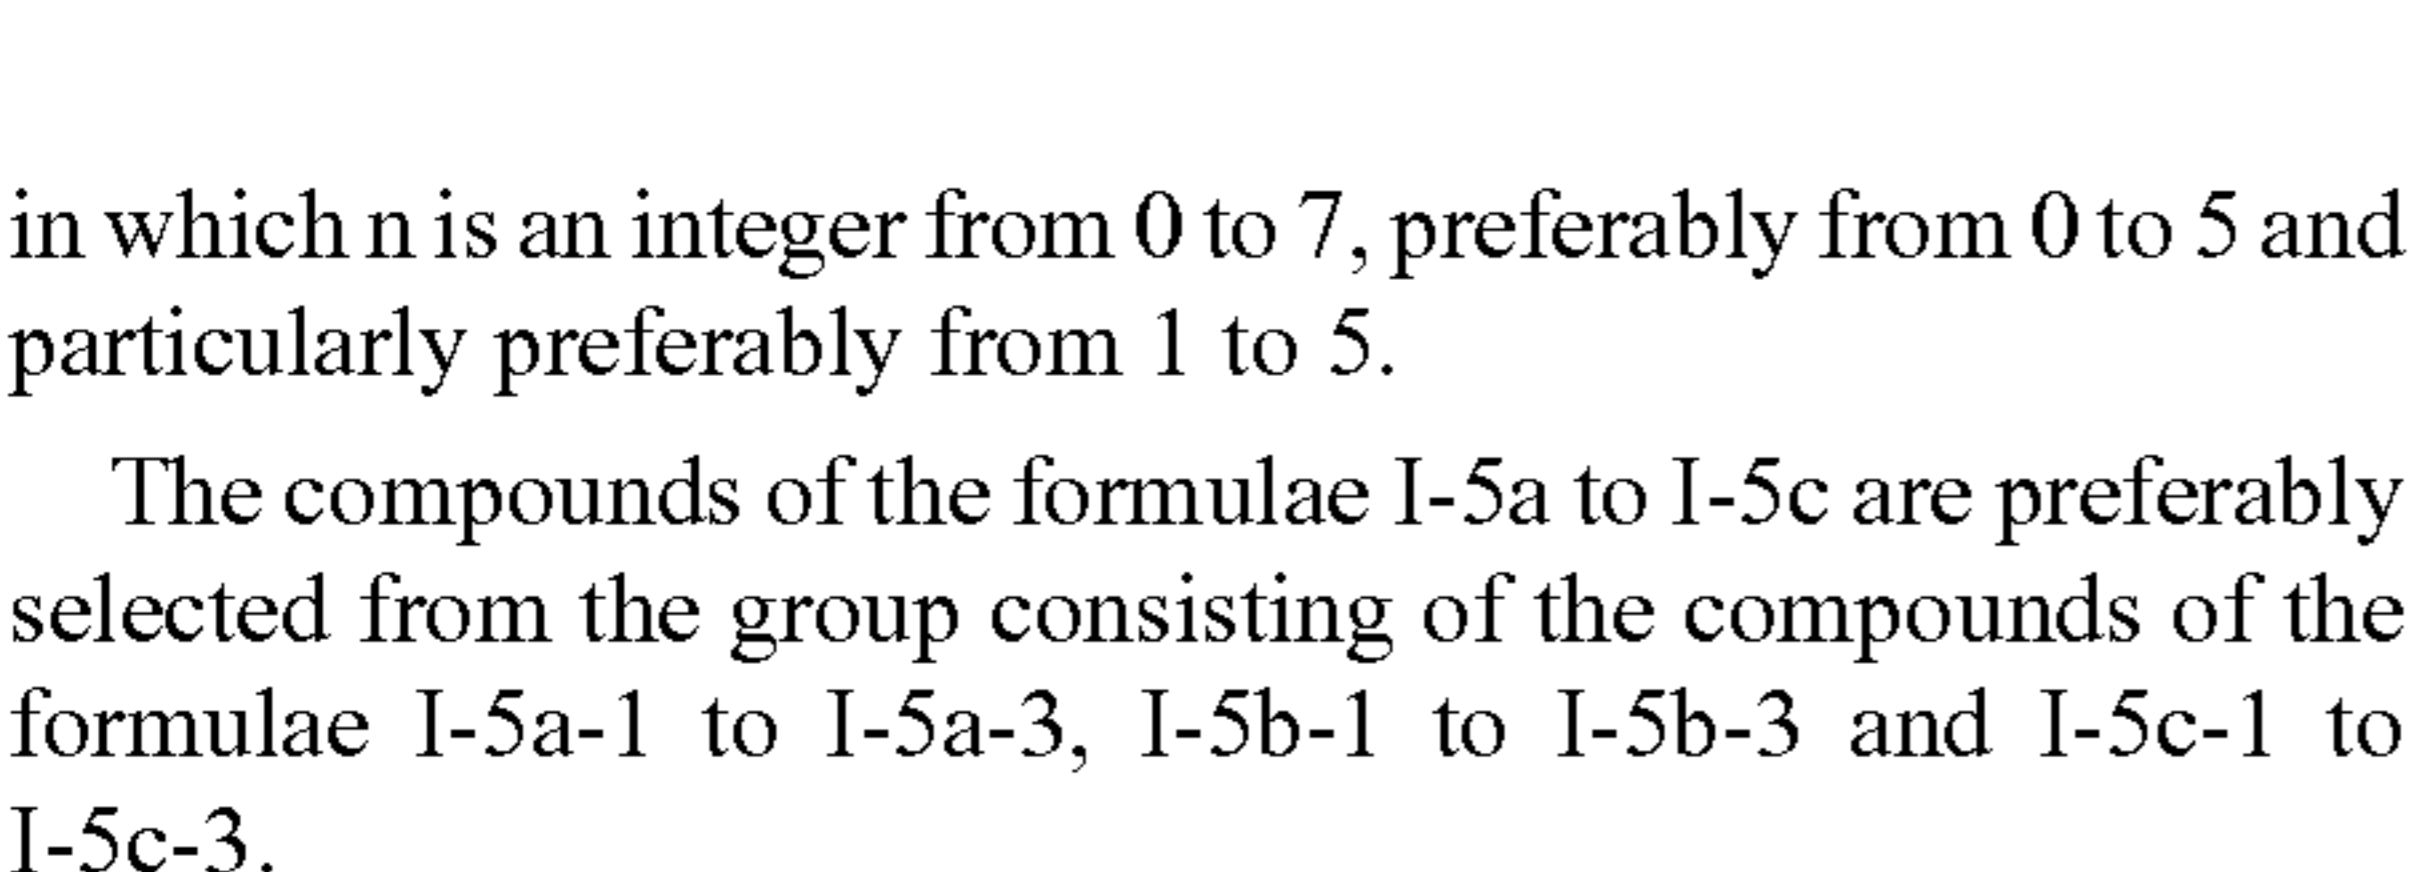 in which n is an integer from 0 to 7, preferably from 0 to 5 and
particularly preferably from 1 to 5.
The compounds of the formulae I-5a to I-5c are preferably
selected from the group consisting of the compounds of the
formulae I-5a-1 to I-5a-3, I-5b-1 to I-5b-3 and I-5c-1 to
I-5c-3.